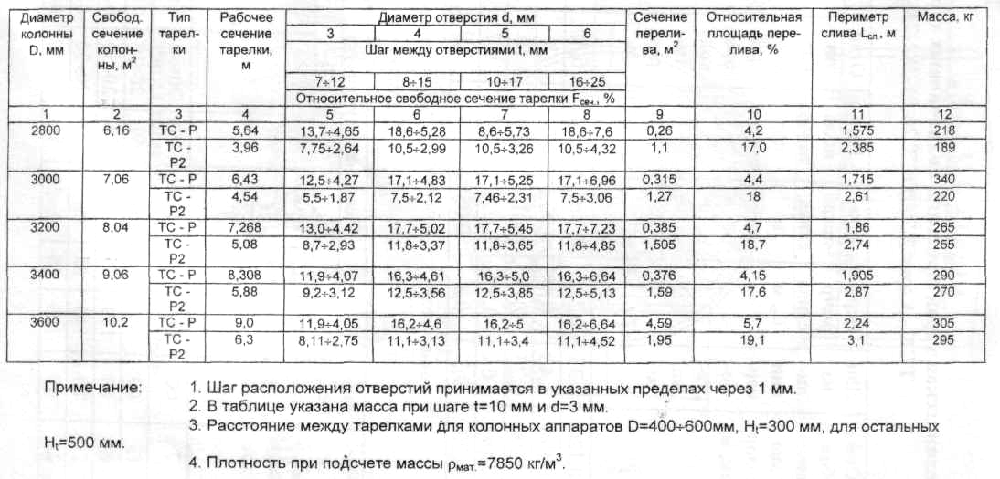 Диаметр колонны D, мм | Свобод. сечение колон-ны, м² | Тип тарел-ки | Рабочее сечение тарелки, м | Диаметр отверстия d, мм | Сечение перели-ва, м² | Относительная площадь пере-лива, % | Периметр слива Lсл., м | Масса, кг
3 | 4 | 5 | 6
Шаг между отверстиями t, мм
7÷12 | 8÷15 | 10÷17 | 16÷25
Относительное свободное сечение тарелки Fсеч., %
1 | 2 | 3 | 4 | 5 | 6 | 7 | 8 | 9 | 10 | 11 | 12
2800 | 6,16 | ТС - Р | 5,64 | 13,7÷4,65 | 18,6÷5,28 | 8,6÷5,73 | 18,6÷7,6 | 0,26 | 4,2 | 1,575 | 218
ТС - Р2 | 3,96 | 7,75÷2,64 | 10,5÷2,99 | 10,5÷3,26 | 10,5÷4,32 | 1,1 | 17,0 | 2,385 | 189
3000 | 7,06 | ТС - Р | 6,43 | 12,5÷4,27 | 17,1÷4,83 | 17,1÷5,25 | 17,1÷6,96 | 0,315 | 4,4 | 1,715 | 340
ТС - Р2 | 4,54 | 5,5÷1,87 | 7,5÷2,12 | 7,46÷2,31 | 7,5÷3,06 | 1,27 | 18 | 2,61 | 220
3200 | 8,04 | ТС - Р | 7,268 | 13,0÷4.42 | 17,7÷5,02 | 17,7÷5,45 | 17,7÷7,23 | 0,385 | 4,7 | 1,86 | 265
ТС - Р2 | 5,08 | 8,7÷2,93 | 11,8÷3,37 | 11,8÷3,65 | 11,8÷4,85 | 1,505 | 18,7 | 2,74 | 255
3400 | 9,06 | ТС - Р | 8,308 | 11,9÷4,07 | 16,3÷4,61 | 16,3÷5,0 | 16,3÷6,64 | 0,376 | 4,15 | 1,905 | 290
ТС - Р2 | 5,88 | 9,2÷3,12 | 12,5÷3,56 | 12,5÷3,85 | 12,5÷5,13 | 1,59 | 17,6 | 2,87 | 270
3600 | 10,2 | ТС - Р | 9,0 | 11,9÷4,05 | 16,2÷4,6 | 16,2÷5 | 16,2÷6,64 | 4,59 | 5,7 | 2,24 | 305
ТС - Р2 | 6,3 | 8,11÷2,75 | 11,1÷3,13 | 11,1÷3,4 | 11,1÷4,52 | 1,95 | 19,1 | 3,1 | 295
Примечание: 1. Шаг расположения отверстий принимается в указанных пределах через 1 мм.
2. В таблице указана масса при шаге t=10 мм и d=3 мм.
3. Расстояние между тарелками для колонных аппаратов D=400÷600мм, Ht=300 мм, для остальных
Ht=500 мм.
4. Плотность при подсчете массы ρмат.=7850 кг/м³.